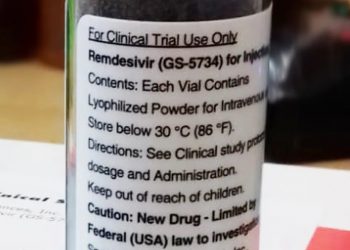 For Clinical Trial Use Only
Remdesivir (GS-5734) for Injection
Contents: Each Vial Contains
Lyophilized Powder for Intravenous
Store below 30 °C (86 °F).
Directions: See Clinical study protocol
dosage and Administration.
Keep out of reach of children.
Caution: New Drug - Limited by
Federal (USA) law to investigation